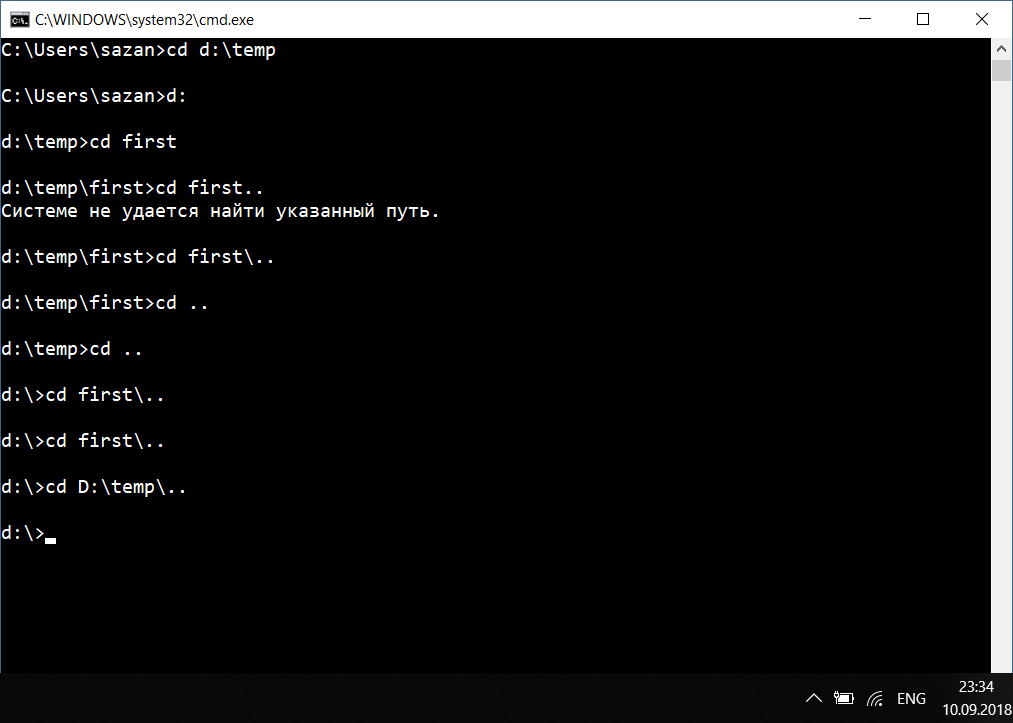 C:\WINDOWS\system32\cmd.exe
C:\Users\sazan>cd d:\temp
C:\Users\sazan>d:
d:\temp>cd first
d:\temp\first>cd first..
Системе не удается найти указанный путь.
d:\temp\first>cd first\..
d:\temp\first>cd ..
d:\temp>cd ..
d:\>cd first\..
d:\>cd first\..
d:\>cd D:\temp\..
d:\>
ENG
23:34
10.09.2018